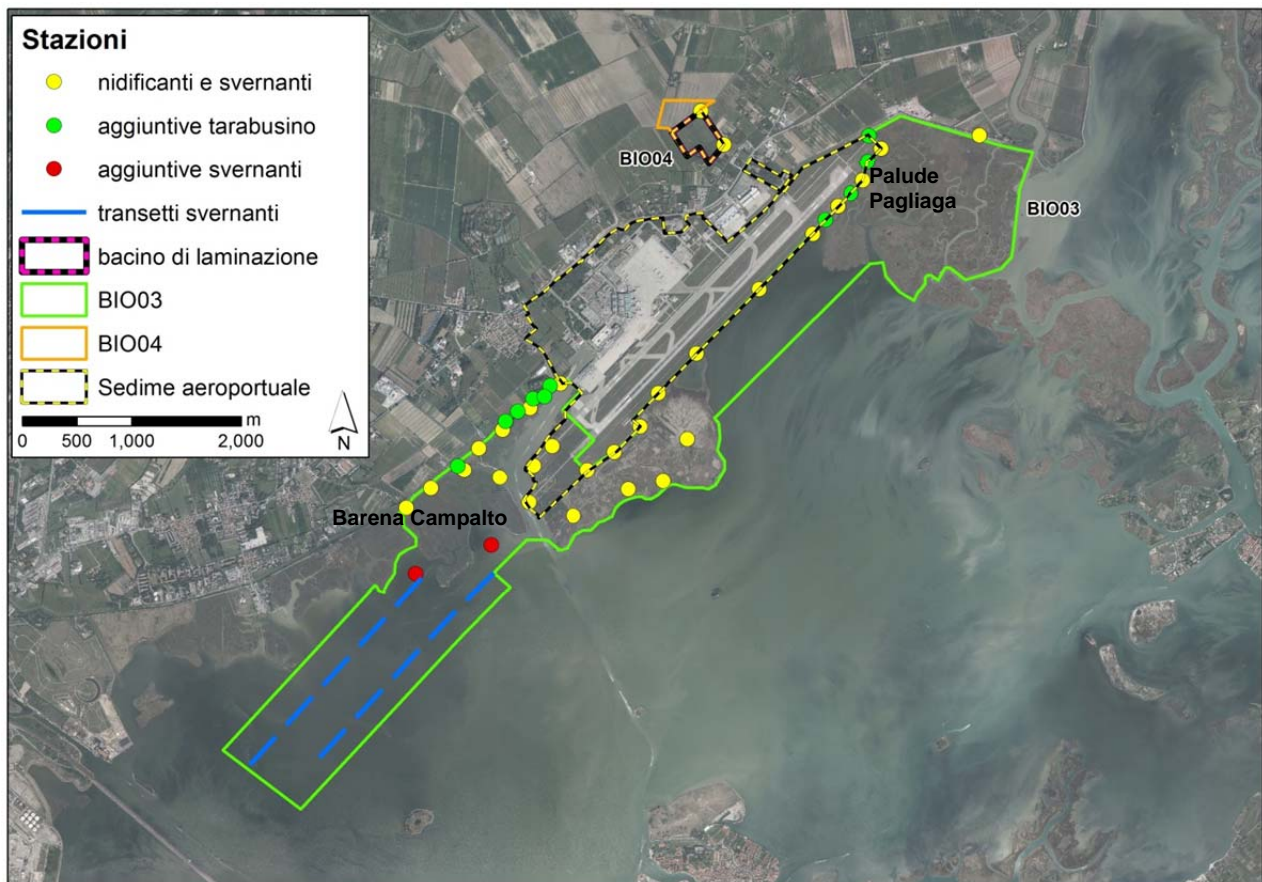 Stazioni
nidificanti e svernanti
aggiuntive tarabusino
aggiuntive svernanti
transetti svernanti
bacino di laminazione
BIO03
BIO04
Sedime aeroportuale
m
0 500 1,000 2,000
N
BIO04
Palude
Pagliaga
BIO03
Barena Campalto